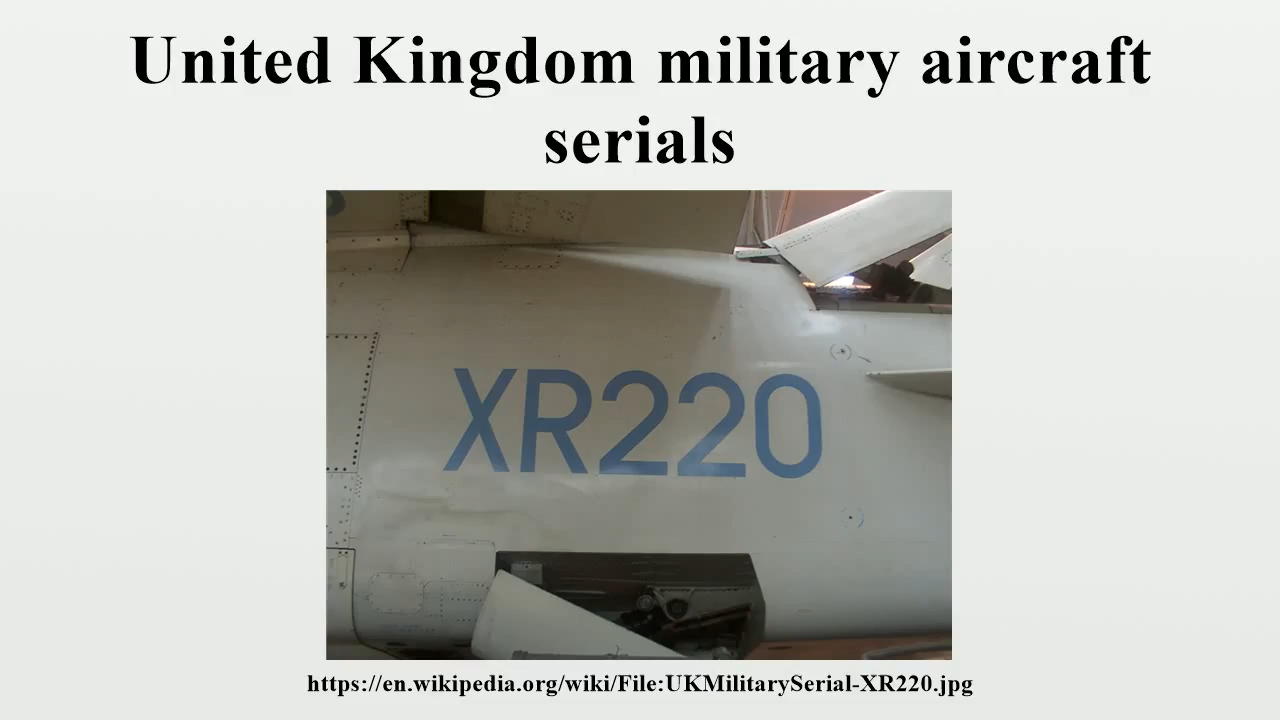 United Kingdom military aircraft
serials
XR220
https://en.wikipedia.org/wiki/File:UKMilitarySerial-XR220.jpg